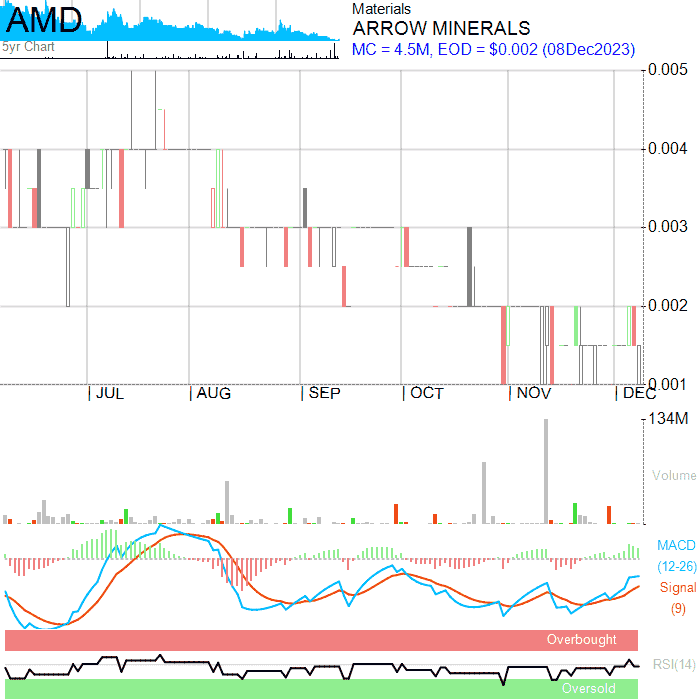 AMD
5yr Chart
Materials
ARROW MINERALS
MC = 4.5M, EOD = $0.002 (08Dec2023)
0.005
0.004
0.003
0.002
0.001
JUL AUG SEP OCT NOV DEC
134M
Volume
MACD
(12-26)
Signal
(9)
Overbought
RSI(14)
Oversold